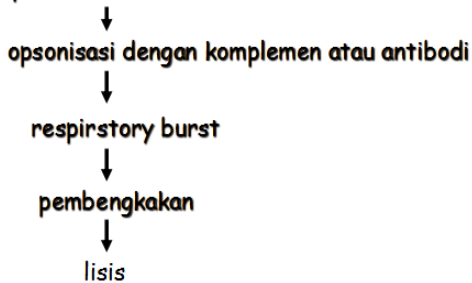 opsonisasi dengan komplemen atau antibodi
respirstory burst
pembengkakan
lisis